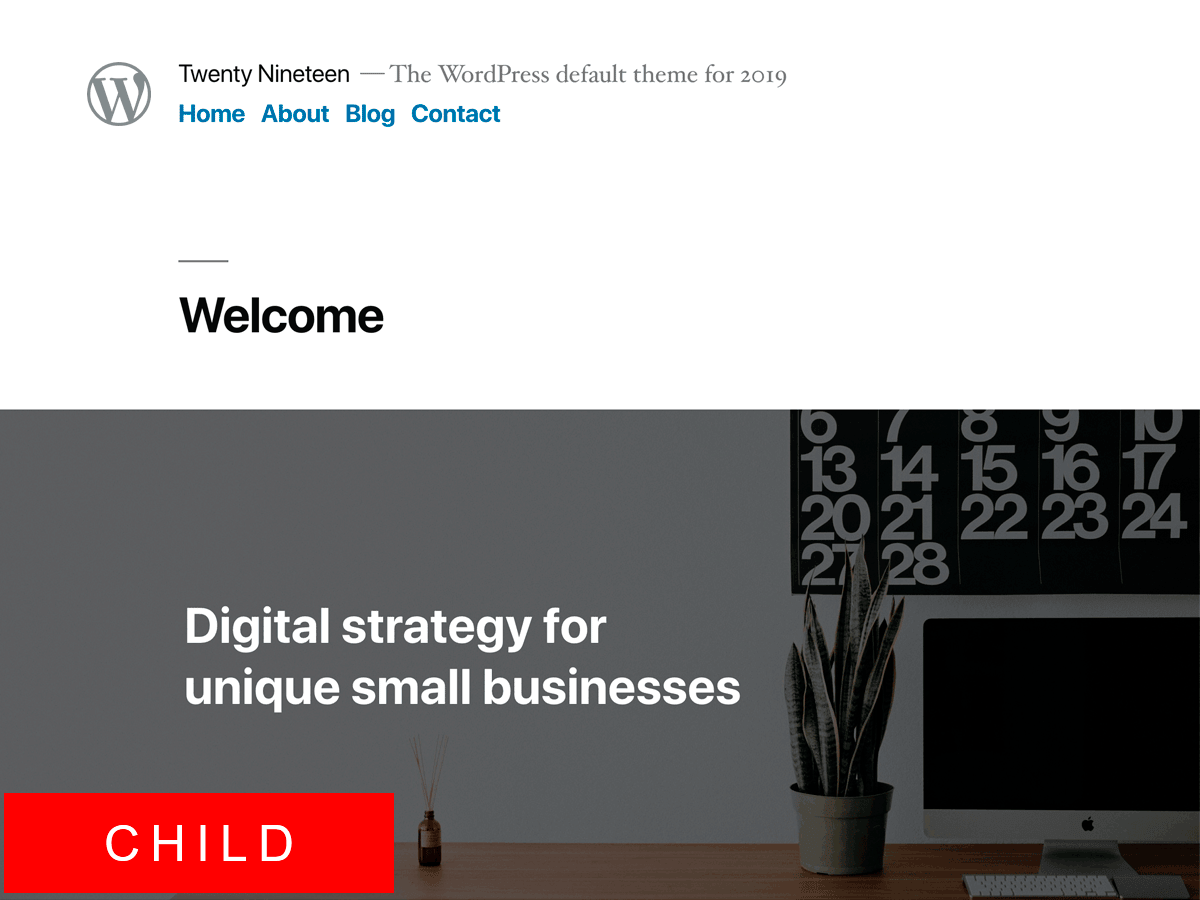 Twenty Nineteen — The WordPress default theme for 2019
Home About Blog Contact
Welcome
6 7 8 9 10
13 14 15 16 17
20 21 22 23 24
27 28
Digital strategy for
unique small businesses
CHILD